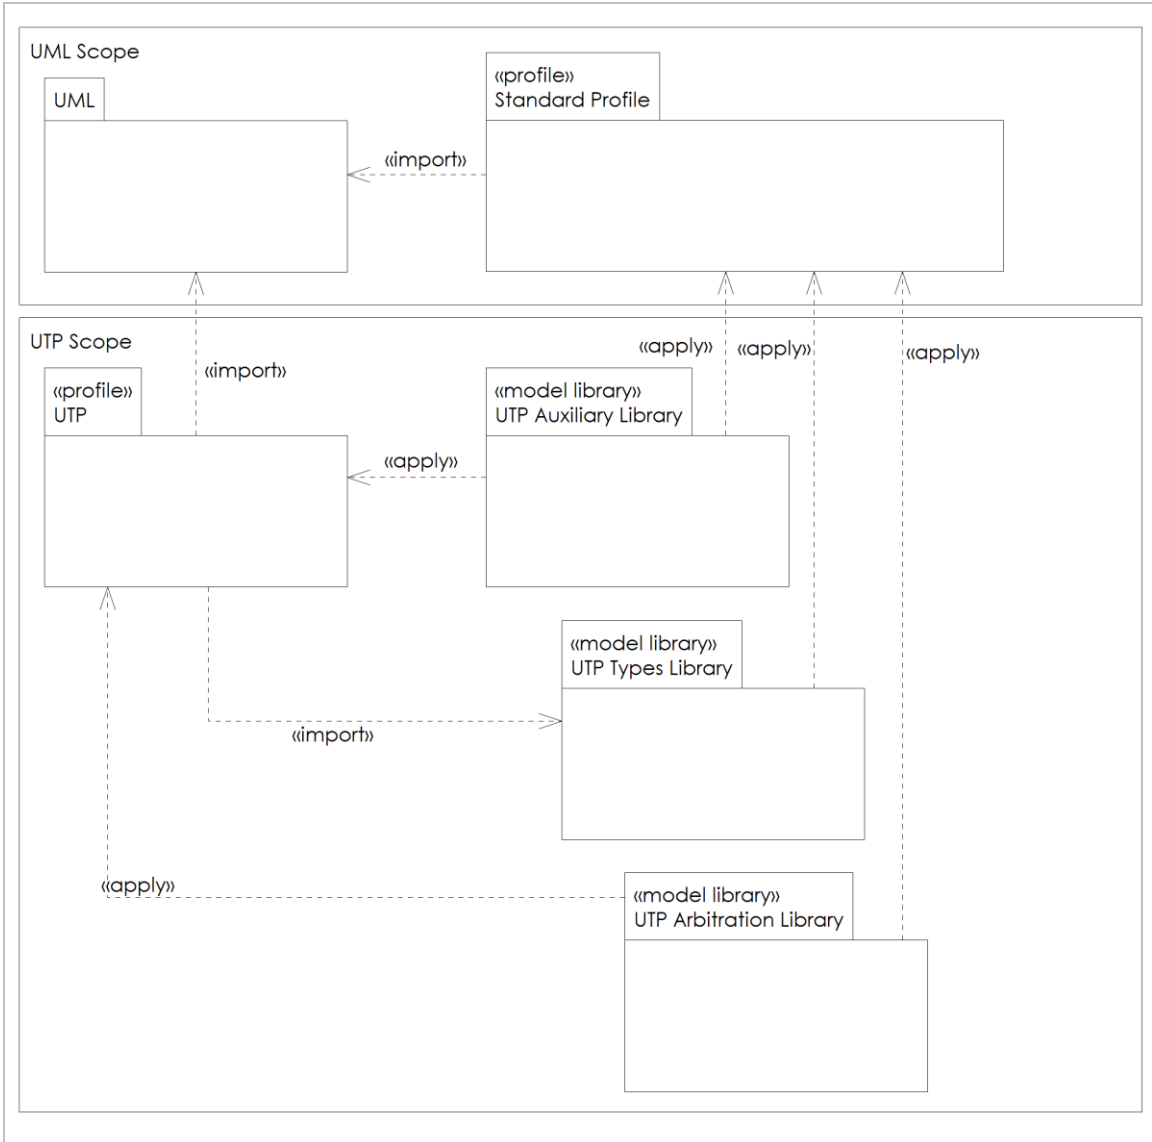 UML Scope
UML
«profile»
Standard Profile
«import»
UTP Scope
«import»
«apply»
«apply»
«apply»
«profile»
UTP
«model library»
UTP Auxiliary Library
«apply»
«model library»
UTP Types Library
«import»
«apply»
«model library»
UTP Arbitration Library